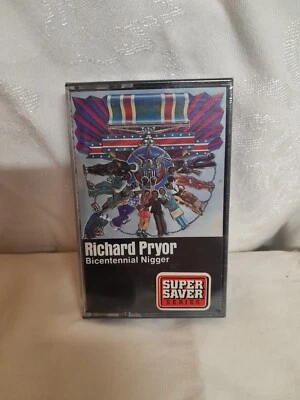 Richard Pryor
Bicentennial Nigger
SUPER
SAVER
SERIES